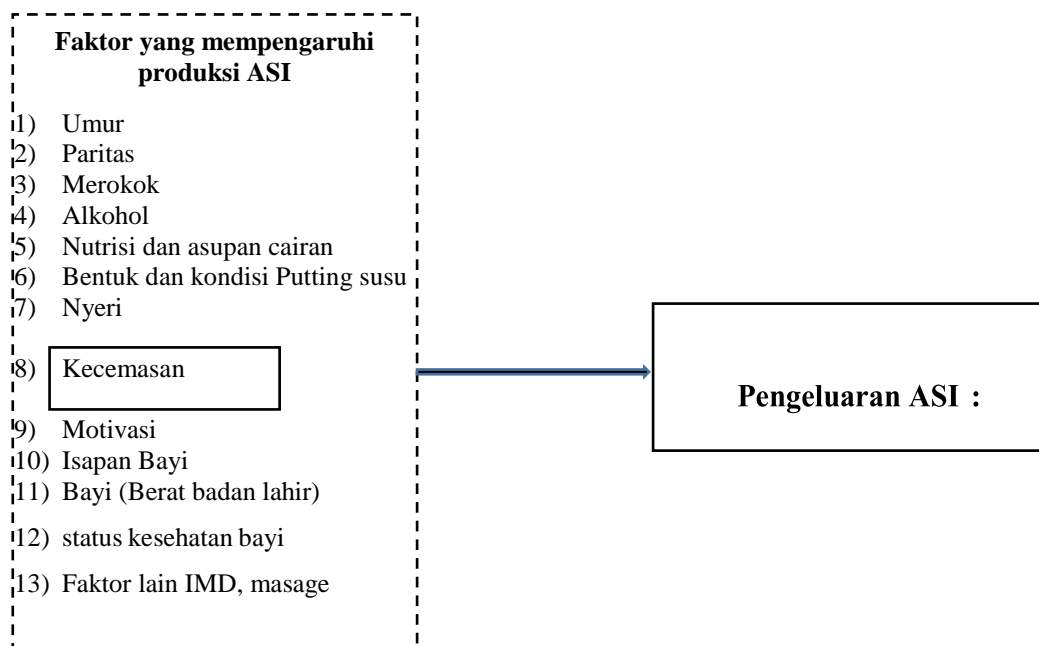 Faktor yang mempengaruhi
produksi ASI
1) Umur
2) Paritas
3) Merokok
4) Alkohol
5) Nutrisi dan asupan cairan
6) Bentuk dan kondisi Putting susu
7) Nyeri
8) Kecemasan
9) Motivasi
10) Isapan Bayi
11) Bayi (Berat badan lahir)
12) status kesehatan bayi
13) Faktor lain IMD, masage
Pengeluaran ASI :